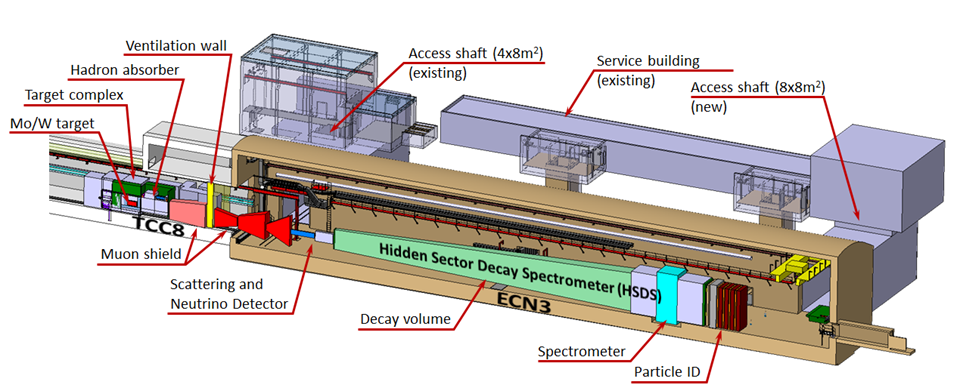 Ventilation wall
Hadron absorber
Target complex
Mo/W target
Access shaft (4x8m²)
(existing)
Service building
(existing)
Access shaft (8x8m²)
(new)
TCC8
Muon shield
Scattering and
Neutrino Detector
Hidden Sector Decay Spectrometer (HSDS)
ECN3
Decay volume
Spectrometer
Particle ID